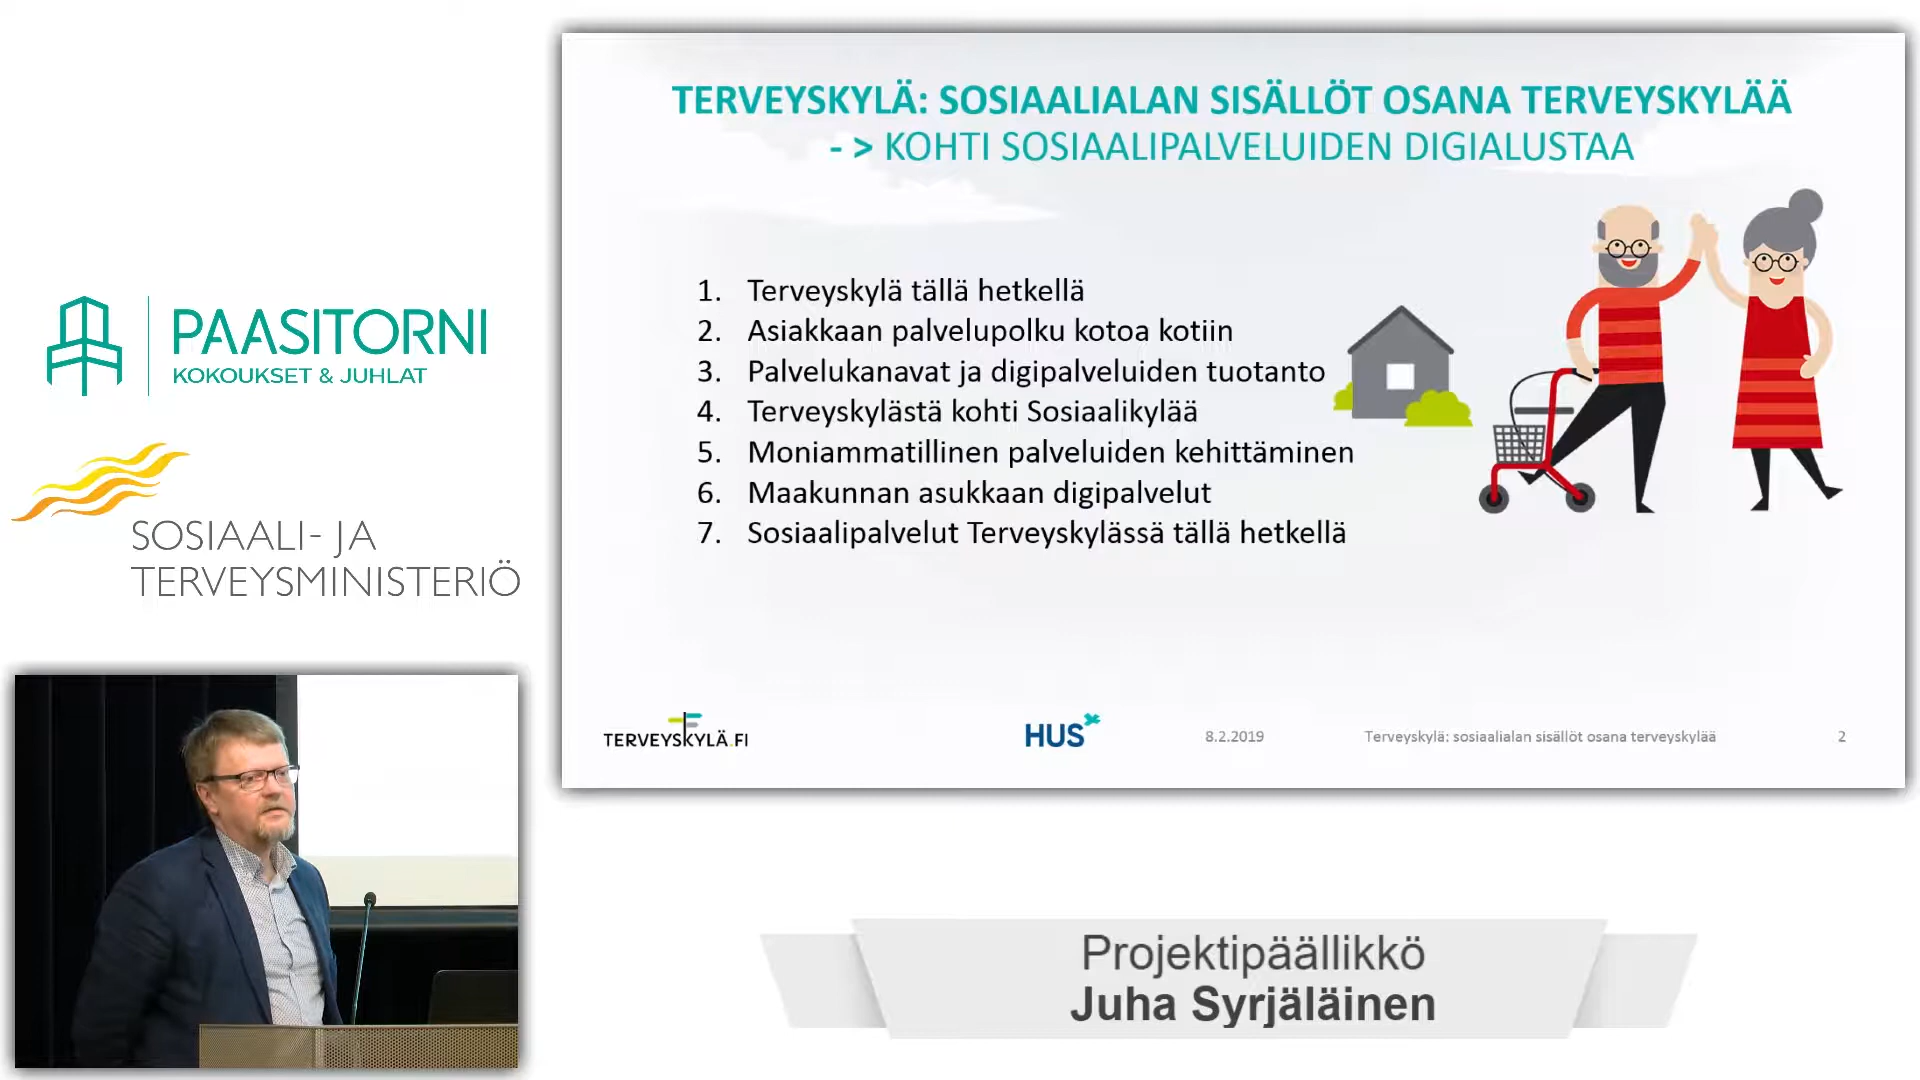 TERVEYSKYLÄ: SOSIAALIALAN SISÄLLÖT OSANA TERVEYSKYLÄÄ
- > KOHTI SOSIAALIPALVELUIDEN DIGIALUSTAA
1. Terveyskylä tällä hetkellä
2. Asiakkaan palvelupolku kotoa kotiin
3. Palvelukanavat ja digipalveluiden tuotanto
4. Terveyskylästä kohti Sosiaalikylää
5. Moniammatillinen palveluiden kehittäminen
6. Maakunnan asukkaan digipalvelut
7. Sosiaalipalvelut Terveyskylässä tällä hetkellä
TERVEYSKYLÄ.FI
HUS
8.2.2019
Terveyskylä: sosiaalialan sisällöt osana terveyskylää
2
PAASITORNI
KOKOUKSET & JUHLAT
SOSIAALI- JA
TERVEYSMINISTERIÖ
Projektipäällikkö
Juha Syrjäläinen